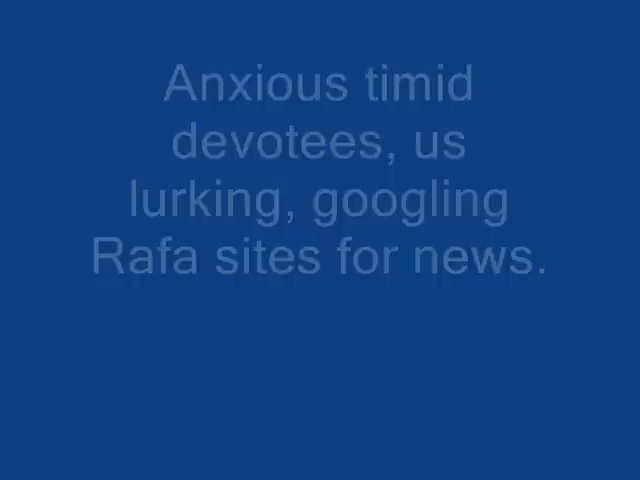 Anxious timid
devotees, us
lurking, googling
Rafa sites for news.